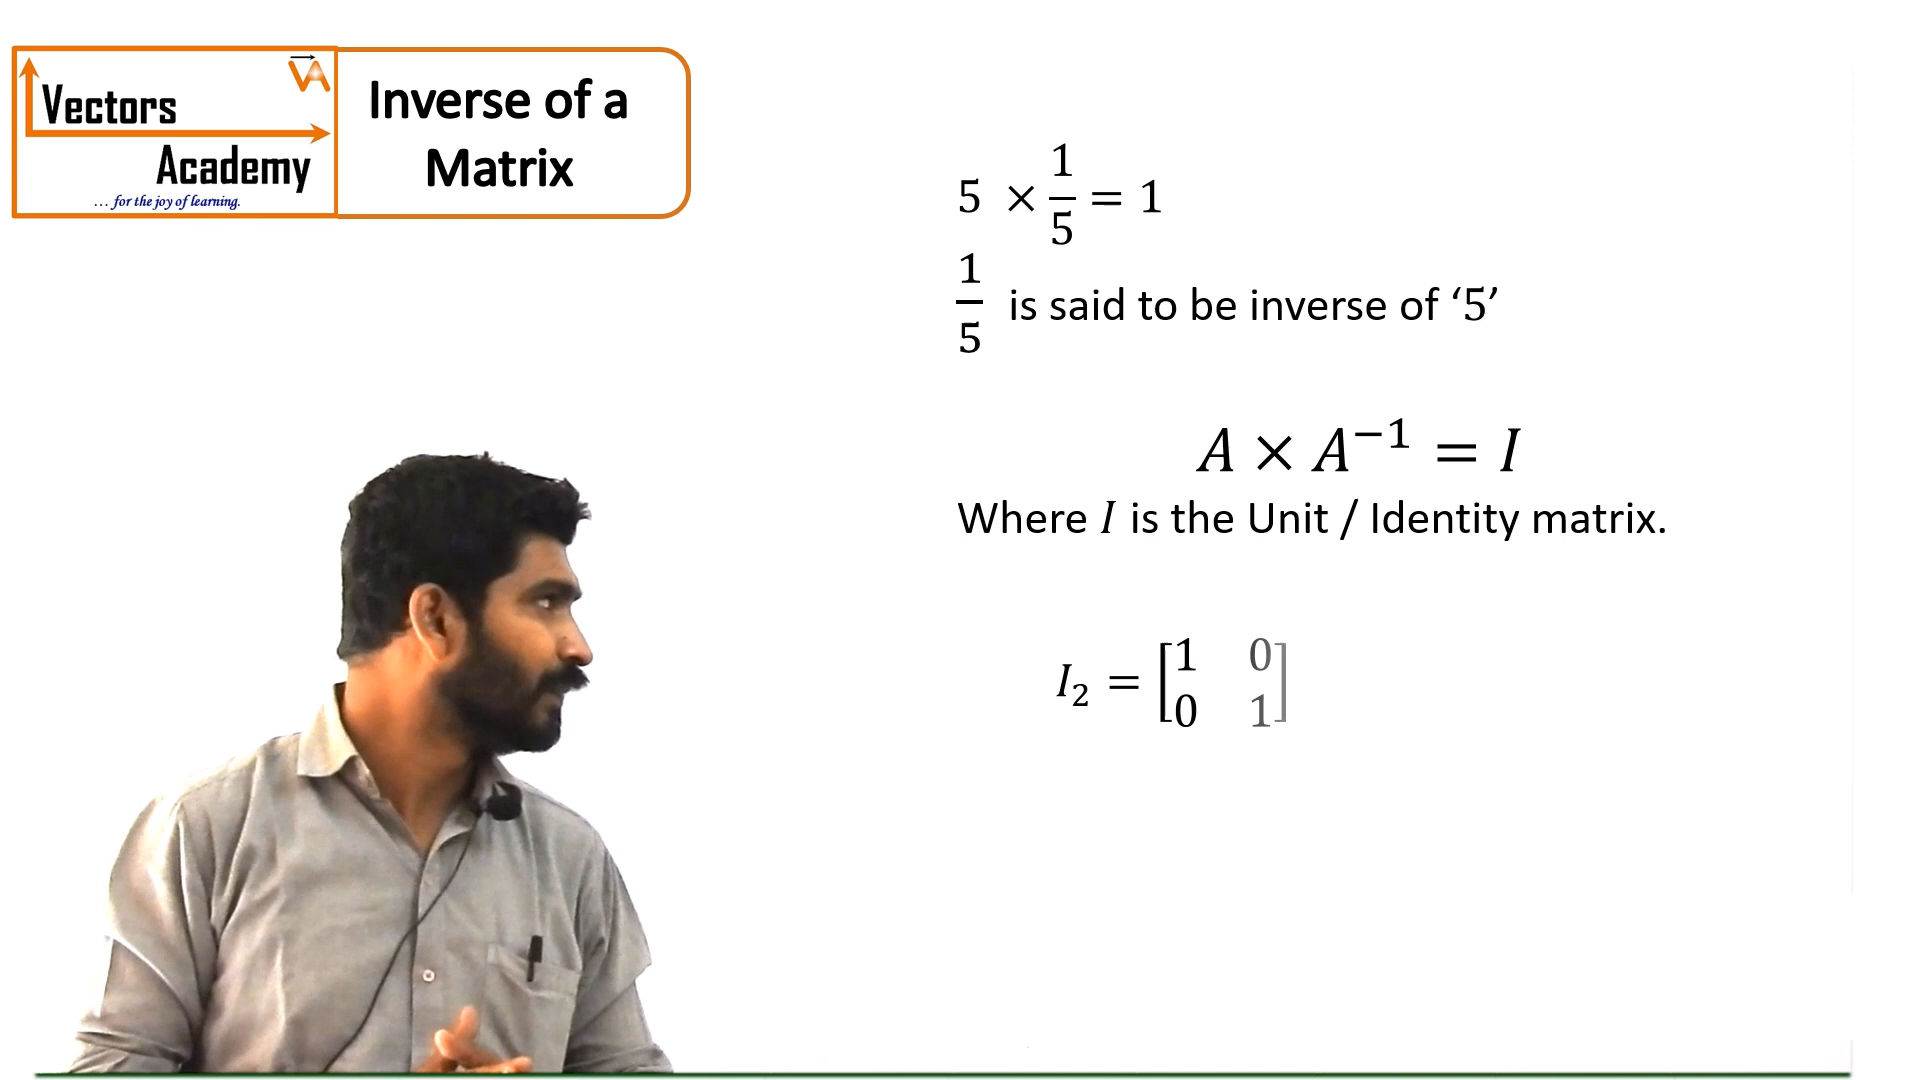 Vectors
VA
Academy
... for the joy of learning.
Inverse of a
Matrix
5 × 1/5 = 1
1/5 is said to be inverse of ‘5’
A × A⁻¹ = I
Where I is the Unit / Identity matrix.
I₂ = [1 0
0 1]